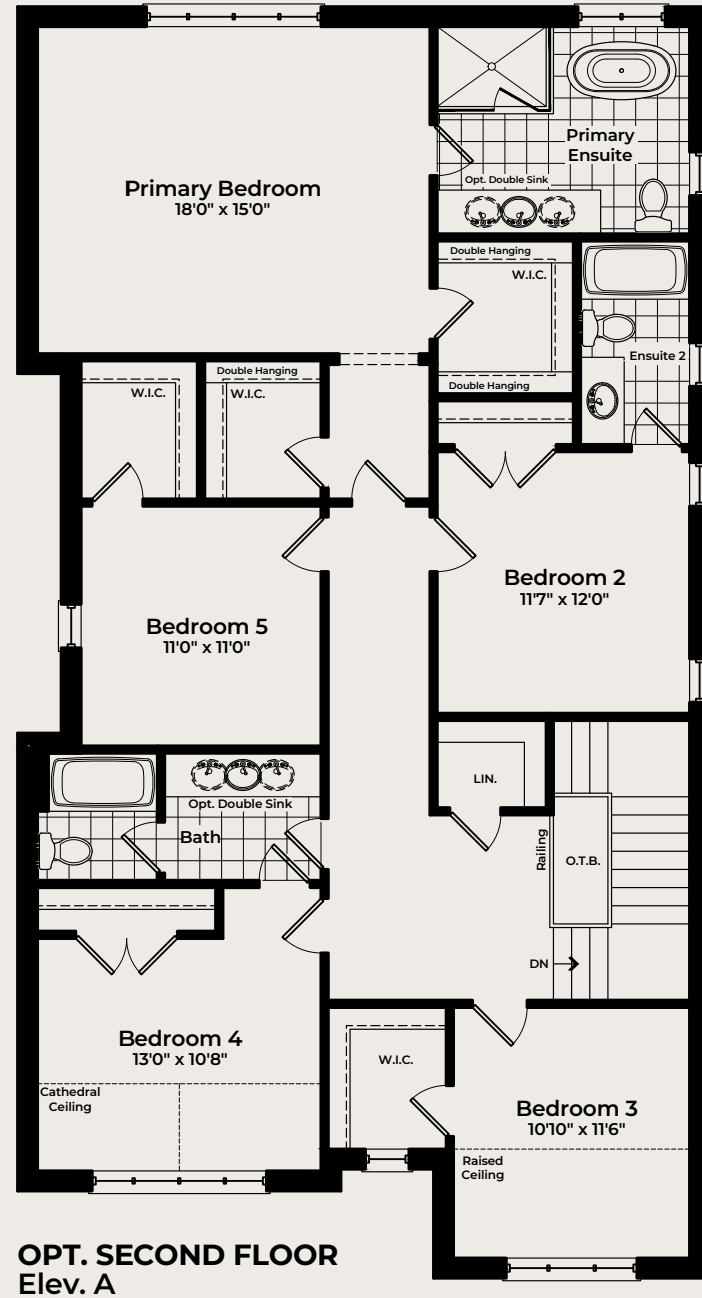 Primary
Ensuite
Opt. Double Sink
Primary Bedroom
18'0" x 15'0"
Double Hanging
W.I.C.
Double Hanging
Ensuite 2
W.I.C.
Double Hanging
W.I.C.
Bedroom 2
11'7" x 12'0"
Bedroom 5
11'0" x 11'0"
LIN.
Opt. Double Sink
Bath
Railing
O.T.B.
DN
Bedroom 4
13'0" x 10'8"
Cathedral
Ceiling
W.I.C.
Bedroom 3
10'10" x 11'6"
Raised
Ceiling
OPT. SECOND FLOOR
Elev. A